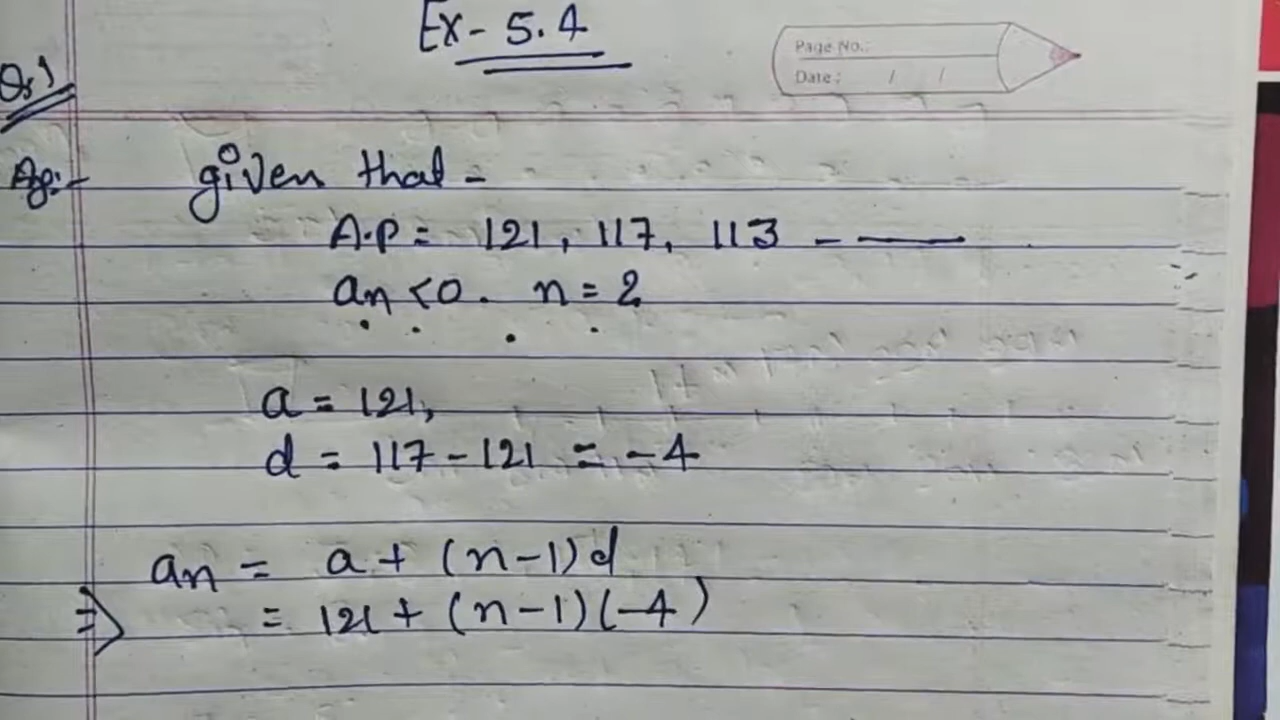 Ex- 5.4
Page No.:
Date: / /
Q.1
given that -
A.P = 121, 117, 113 - ——
an <0. n = 2
a = 121,
d = 117 - 121 = -4
an = a + (n-1)d
⇒ = 121 + (n-1)(-4)